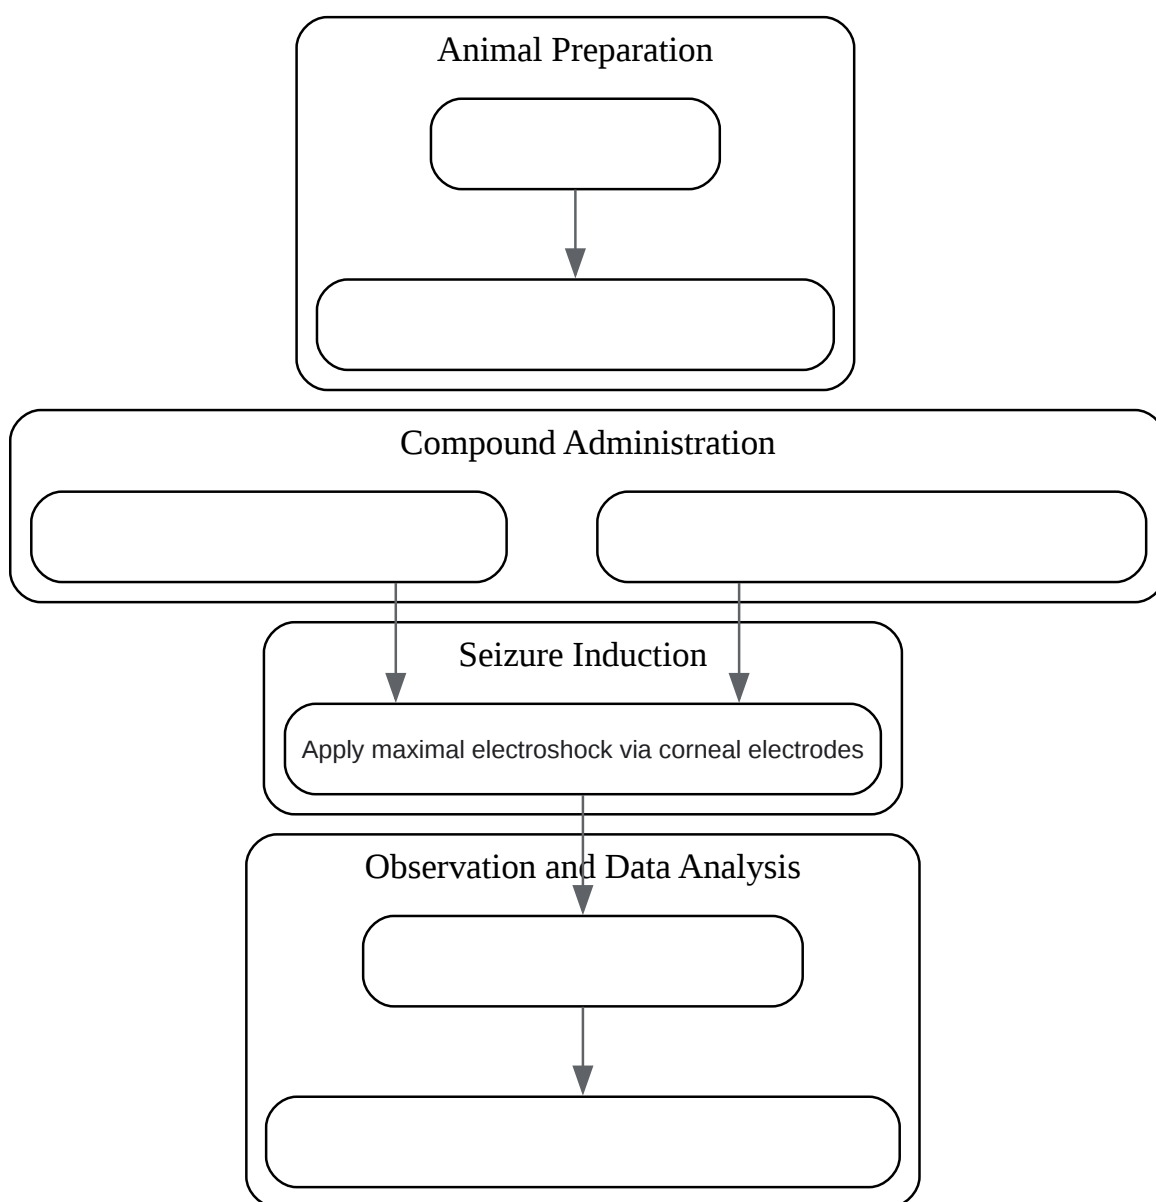 Animal Preparation
Compound Administration
Seizure Induction
Apply maximal electroshock via corneal electrodes
Observation and Data Analysis